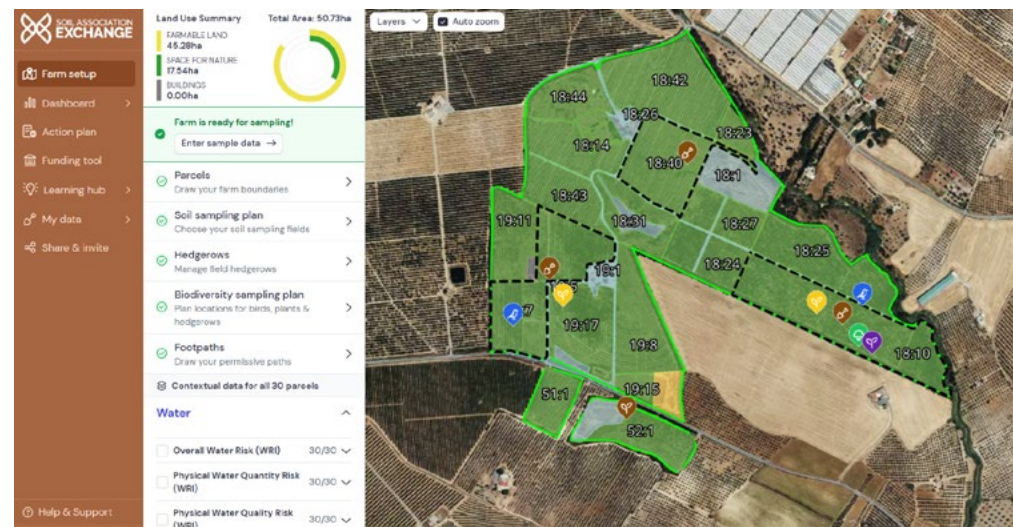 SOIL ASSOCIATION
EXCHANGE
Farm setup
Dashboard
Action plan
Funding tool
Learning hub
My data
Share & invite
Help & Support
Land Use Summary
Total Area: 50.73ha
FARMABLE LAND
45.28ha
SPACE FOR NATURE
17.54ha
BUILDINGS
0.00ha
Farm is ready for sampling!
Enter sample data →
Parcels
Draw your farm boundaries
Soil sampling plan
Choose your soil sampling fields
Hedgerows
Manage field hedgerows
Biodiversity sampling plan
Plan locations for birds, plants &
hedgerows
Footpaths
Draw your permissive paths
Contextual data for all 30 parcels
Water
Overall Water Risk (WRI) 30/30
Physical Water Quantity Risk
(WRI) 30/30
Physical Water Quality Risk
(WRI) 30/30
Layers
Auto zoom
18:42
18:44
18:26
18:23
18:14
18:40
18:1
18:43
19:11
18:31
18:27
18:25
18:24
19:1
19:17
19:8
18:10
51:1
19:15
52:1